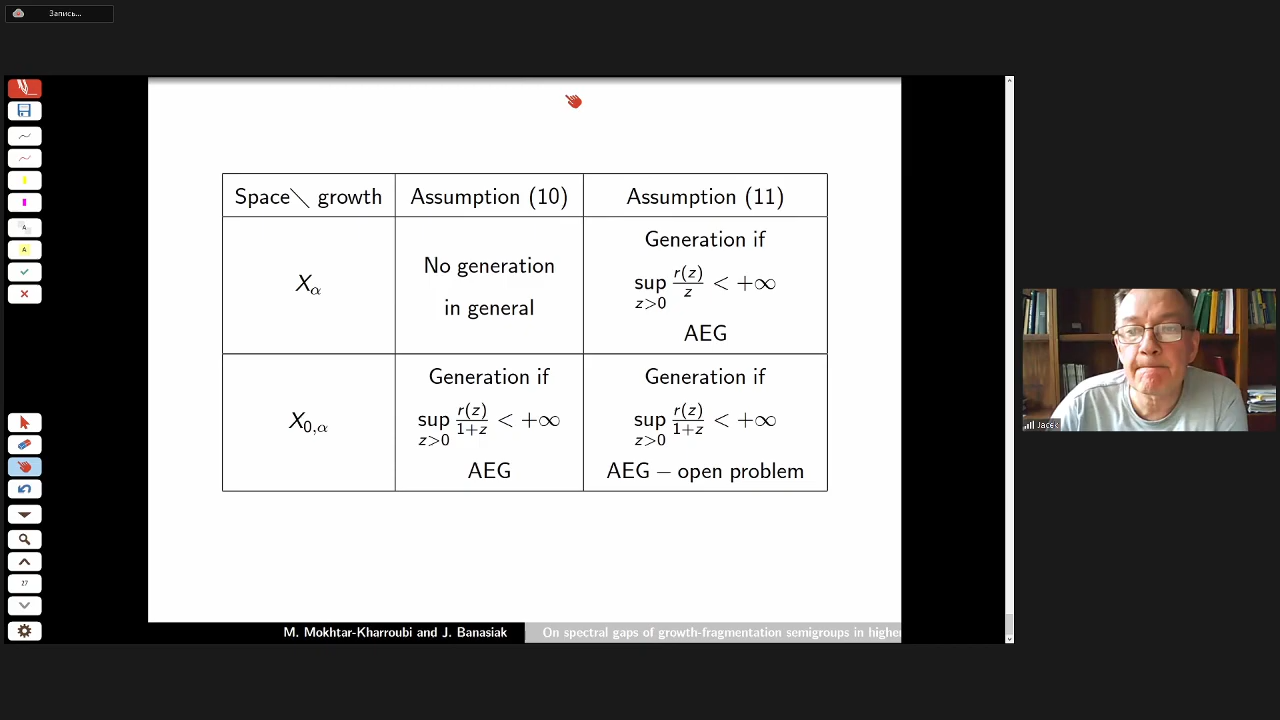 Запись...
Space\ growth
Assumption (10)
Assumption (11)
X_α
No generation
in general
Generation if
sup_{z>0} r(z)/z < +∞
AEG
X_{0,α}
Generation if
sup_{z>0} r(z)/1+z < +∞
AEG
Generation if
sup_{z>0} r(z)/1+z < +∞
AEG – open problem
27
Jacek
M. Mokhtar-Kharroubi and J. Banasiak
On spectral gaps of growth-fragmentation semigroups in highe